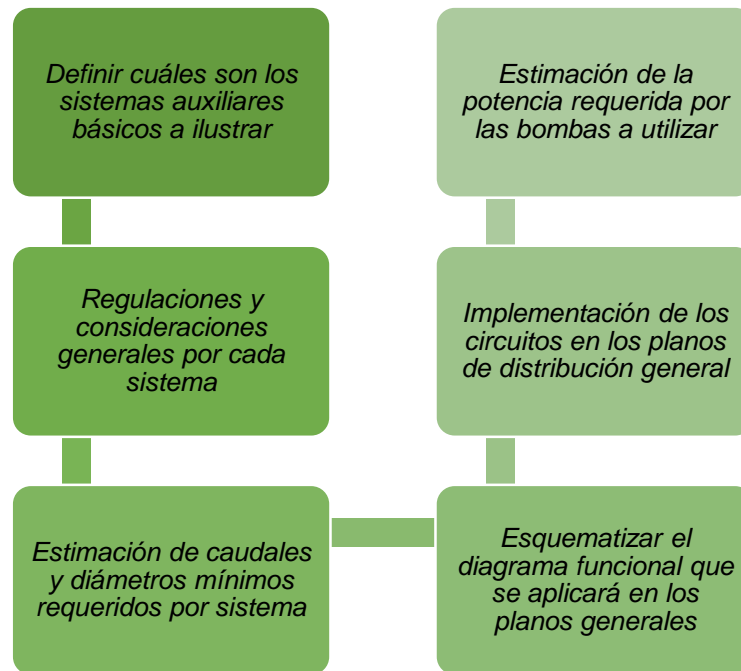 Definir cuáles son los
sistemas auxiliares
básicos a ilustrar
Regulaciones y
consideraciones
generales por cada
sistema
Estimación de caudales
y diámetros mínimos
requeridos por sistema
Esquematizar el
diagrama funcional que
se aplicará en los
planos generales
Implementación de los
circuitos en los planos
de distribución general
Estimación de la
potencia requerida por
las bombas a utilizar